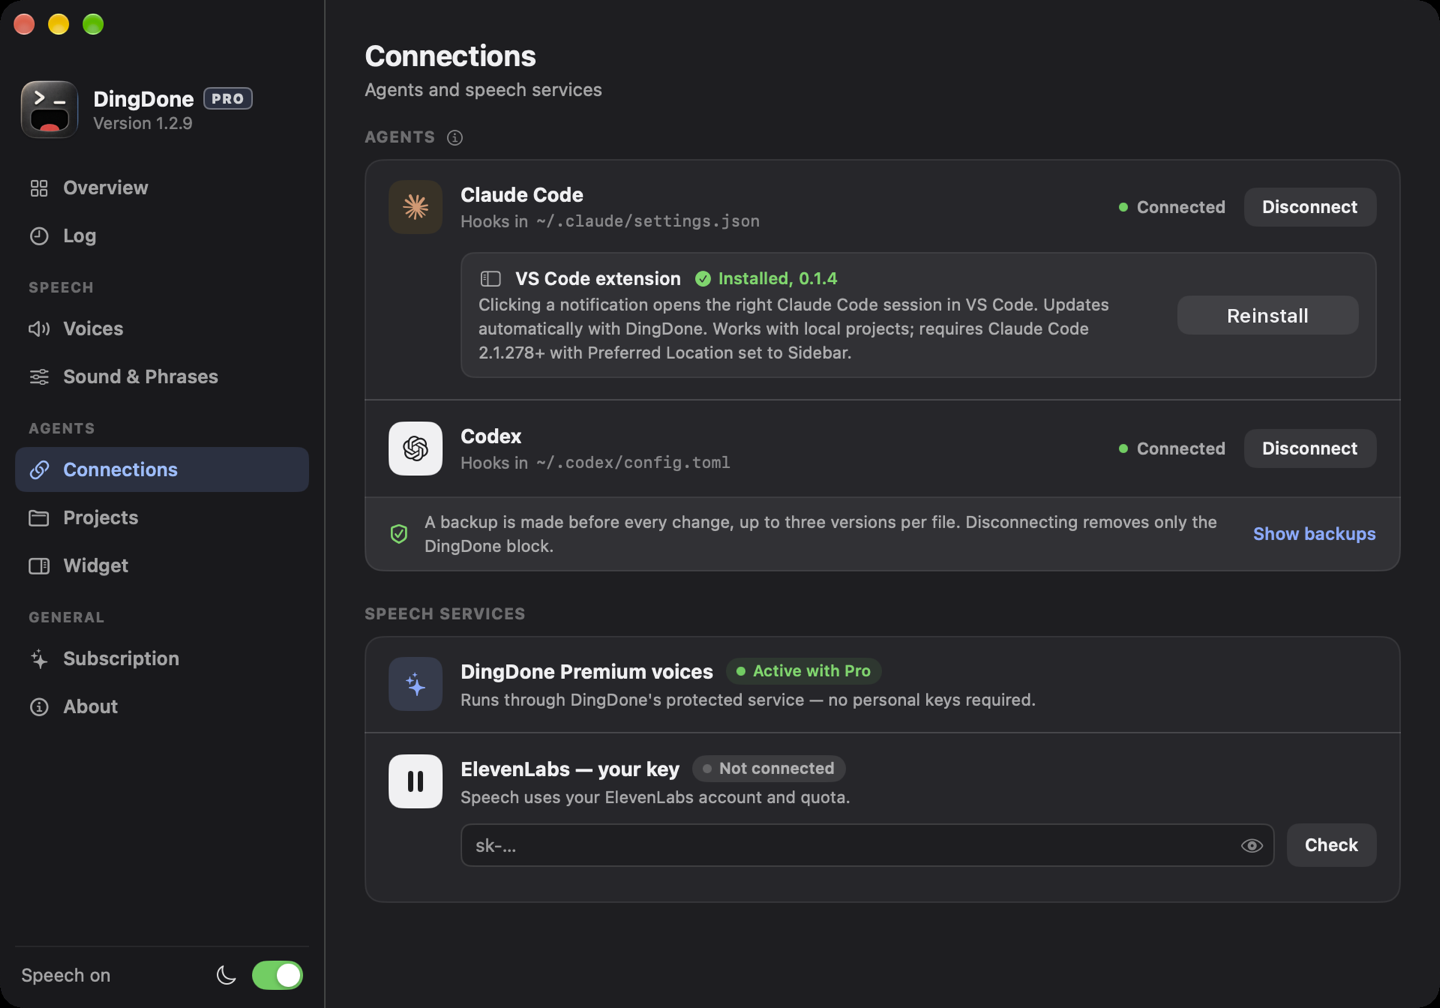 DingDone PRO
Version 1.2.9
Overview
Log
SPEECH
Voices
Sound & Phrases
AGENTS
Connections
Projects
Widget
GENERAL
Subscription
About
Speech on
Connections
Agents and speech services
AGENTS
Claude Code
Hooks in ~/.claude/settings.json
Connected
Disconnect
VS Code extension Installed, 0.1.4
Clicking a notification opens the right Claude Code session in VS Code. Updates
automatically with DingDone. Works with local projects; requires Claude Code
2.1.278+ with Preferred Location set to Sidebar.
Reinstall
Codex
Hooks in ~/.codex/config.toml
Connected
Disconnect
A backup is made before every change, up to three versions per file. Disconnecting removes only the
DingDone block.
Show backups
SPEECH SERVICES
DingDone Premium voices Active with Pro
Runs through DingDone's protected service — no personal keys required.
ElevenLabs — your key Not connected
Speech uses your ElevenLabs account and quota.
sk-...
Check